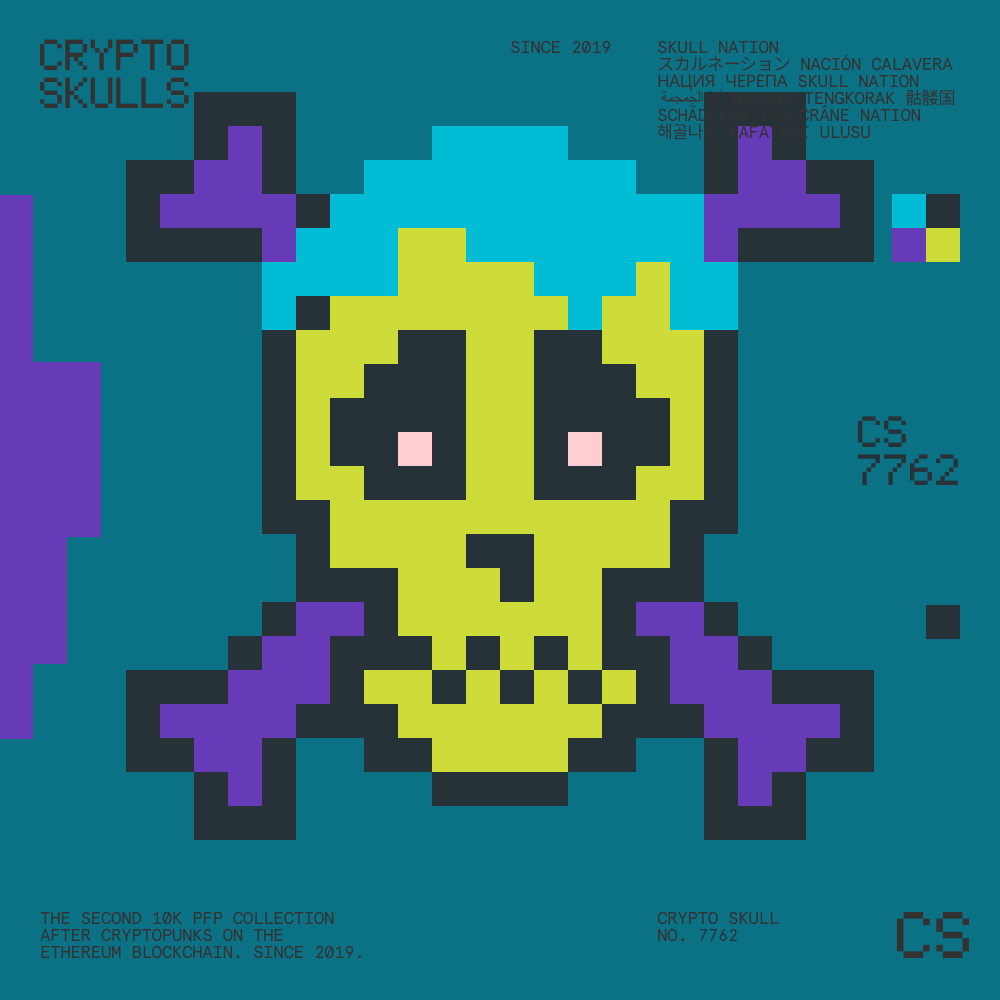 CRYPTO
SKULLS
SINCE 2019
SKULL NATION
スカルネーション NACIÓN CALAVERA
НАЦИЯ ЧЕРЕПА SKULL NATION
TENGKORAK 骷髅国
CRÂNE NATION
ULUSU
CS
7762
THE SECOND 10K PFP COLLECTION
AFTER CRYPTOPUNKS ON THE
ETHEREUM BLOCKCHAIN. SINCE 2019.
CRYPTO SKULL
NO. 7762
CS